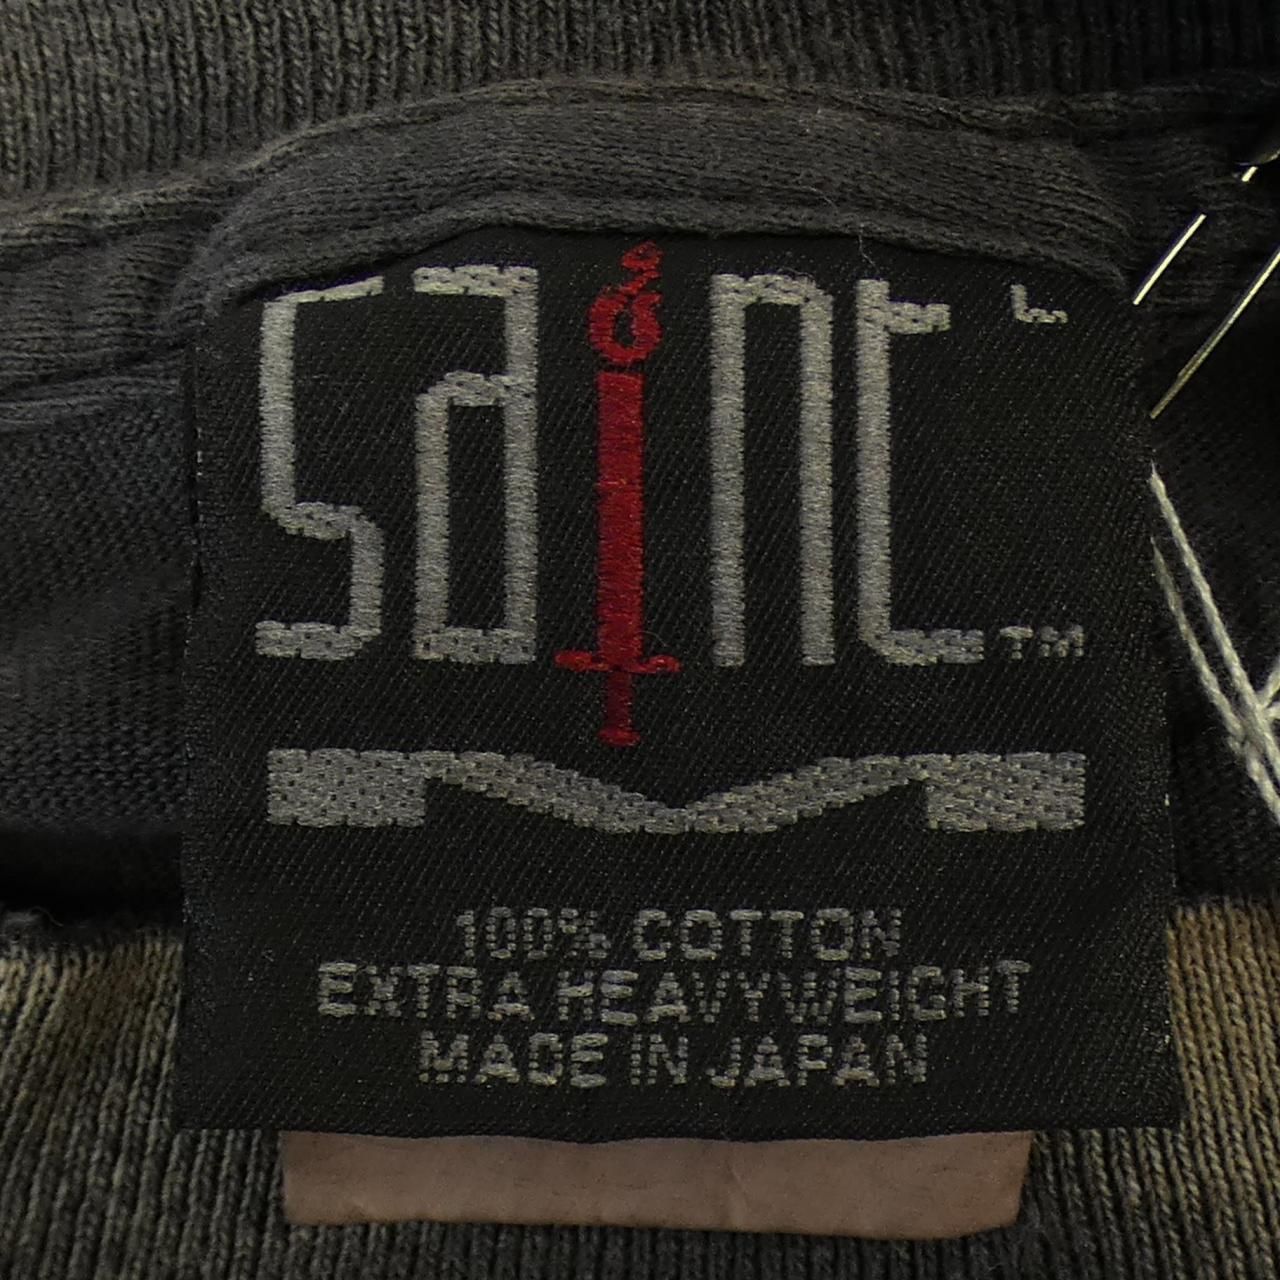 saint L
TM
100% COTTON
EXTRA HEAVYWEIGHT
MADE IN JAPAN